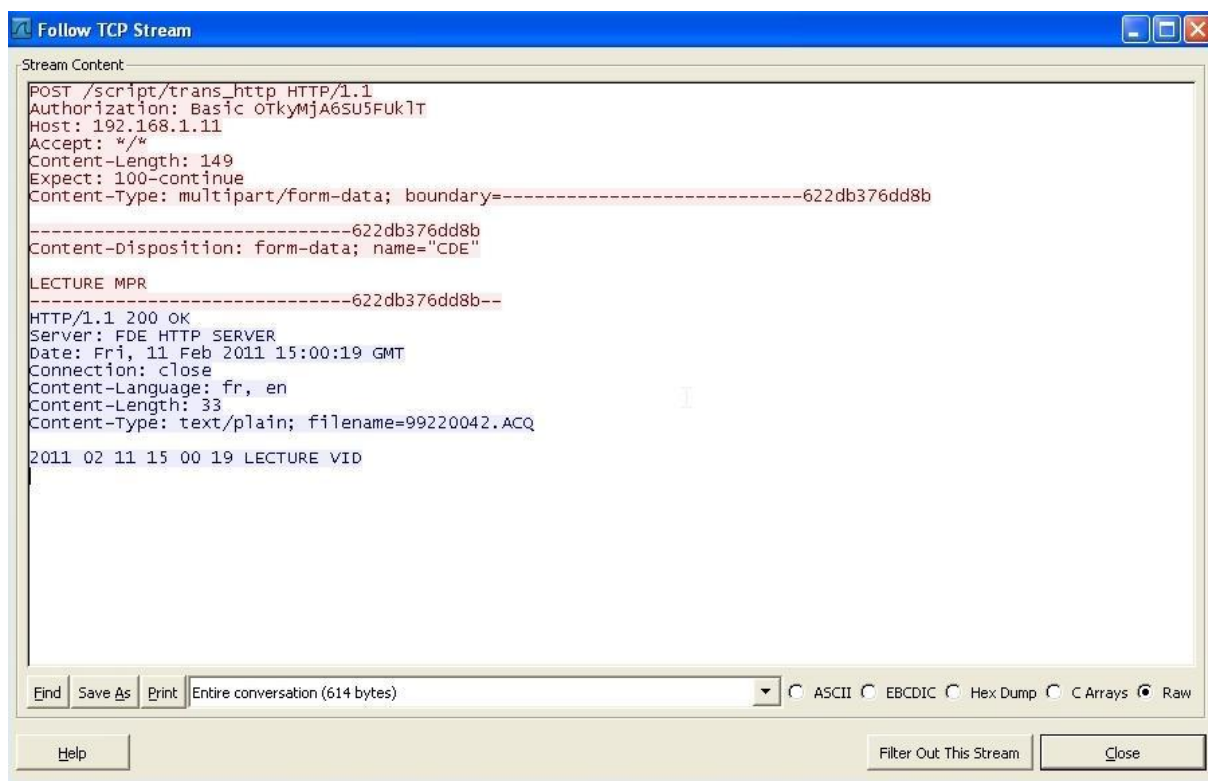 Follow TCP Stream
Stream Content
POST /script/trans_http HTTP/1.1
Authorization: Basic OTkyMjA6SU5FUklT
Host: 192.168.1.11
Accept: */*
Content-Length: 149
Expect: 100-continue
Content-Type: multipart/form-data; boundary=----------------------------622db376dd8b
------------------------------622db376dd8b
Content-Disposition: form-data; name="CDE"
LECTURE MPR
------------------------------622db376dd8b--
HTTP/1.1 200 OK
Server: FDE HTTP SERVER
Date: Fri, 11 Feb 2011 15:00:19 GMT
Connection: close
Content-Language: fr, en
Content-Length: 33
Content-Type: text/plain; filename=99220042.ACQ
2011 02 11 15 00 19 LECTURE VID
Find Save As Print Entire conversation (614 bytes) ASCII EBCDIC Hex Dump C Arrays Raw
Help Filter Out This Stream Close